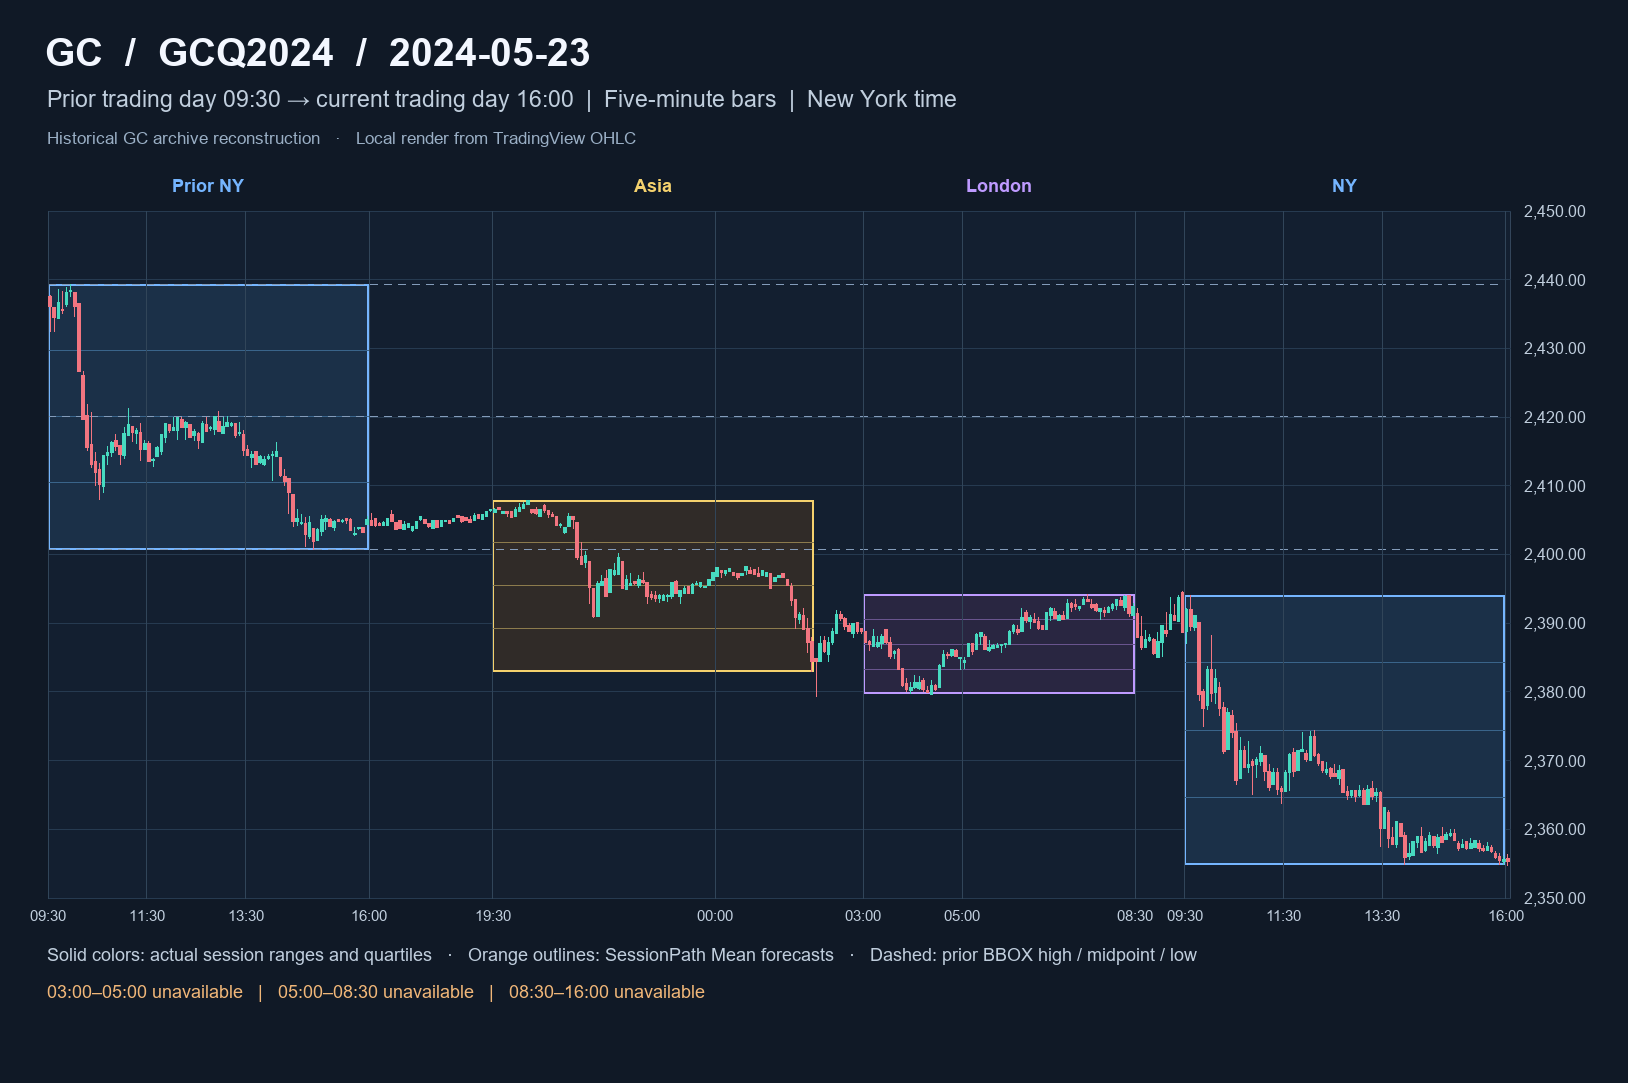 GC / GCQ2024 / 2024-05-23
Prior trading day 09:30 → current trading day 16:00 | Five-minute bars | New York time
Historical GC archive reconstruction · Local render from TradingView OHLC
Prior NY Asia London NY
2,450.00
2,440.00
2,430.00
2,420.00
2,410.00
2,400.00
2,390.00
2,380.00
2,370.00
2,360.00
2,350.00
09:30 11:30 13:30 16:00 19:30 00:00 03:00 05:00 08:30 09:30 11:30 13:30 16:00
Solid colors: actual session ranges and quartiles · Orange outlines: SessionPath Mean forecasts · Dashed: prior BBOX high / midpoint / low
03:00–05:00 unavailable | 05:00–08:30 unavailable | 08:30–16:00 unavailable